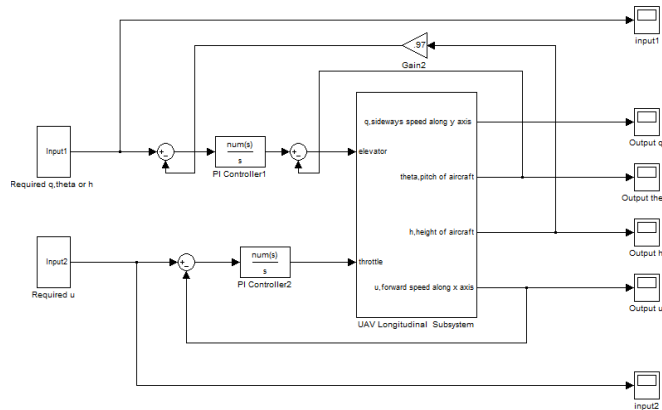 input1
.97
Gain2
q,sideways speed along y axis
Output q
Input1
num(s)
s
elevator
Required q,theta or h
PI Controller1
theta,pitch of aircraft
Output the
h,height of aircraft
Output h
Input2
num(s)
s
throttle
Required u
PI Controller2
u,forward speed along x axis
Output u
UAV Longitudinal Subsystem
input2